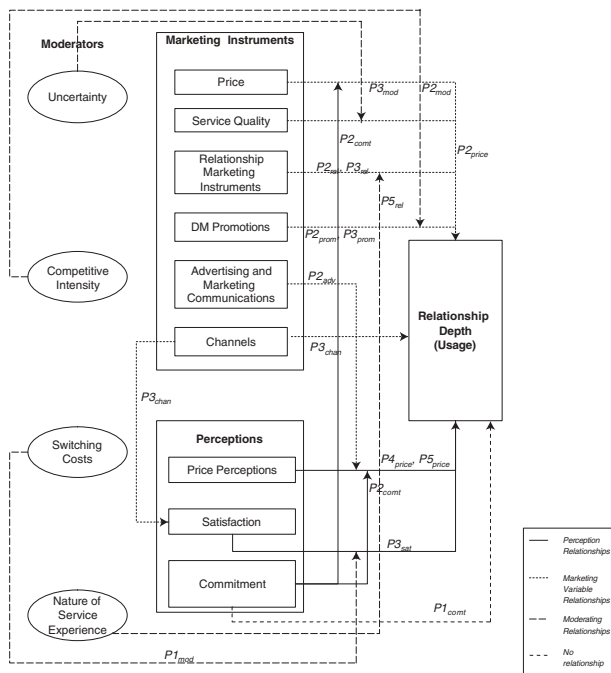 Moderators
Marketing Instruments
Uncertainty
Price
Service Quality
Relationship
Marketing
Instruments
DM Promotions
Advertising and
Marketing
Communications
Channels
Competitive
Intensity
Switching
Costs
Nature of
Service
Experience
Perceptions
Price Perceptions
Satisfaction
Commitment
Relationship
Depth
(Usage)
P3mod
P2mod
P2comt
P2price
P2rel, P3rel
P5rel
P2prom, P3prom
P2adv
P3chan
P3chan
P4price, P5price
P2comt
P3sat
P1comt
P1mod
Perception
Relationships
Marketing
Variable
Relationships
Moderating
Relationships
No
relationship